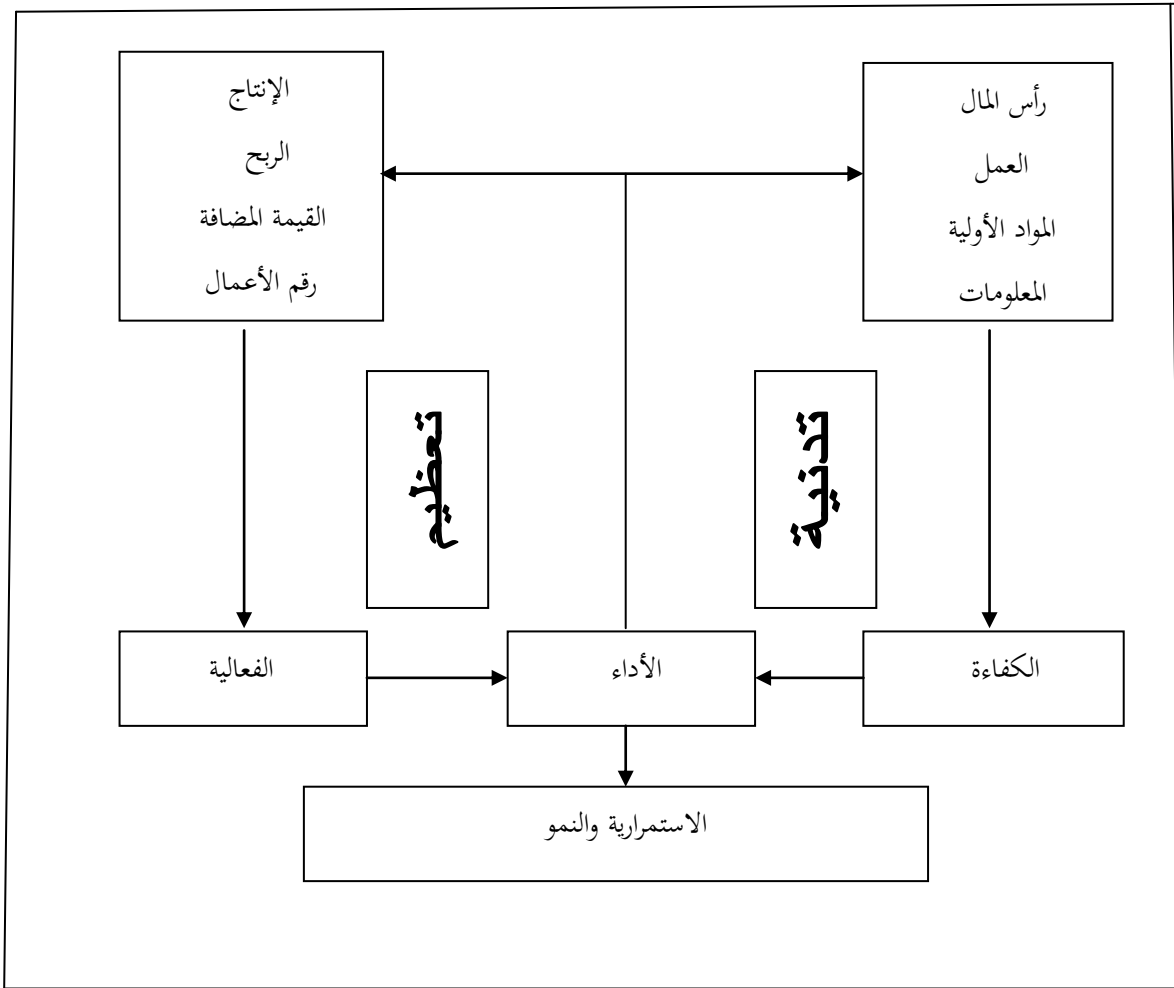 رأس المال
العمل
المواد الأولية
المعلومات
الإنتاج
الربح
القيمة المضافة
رقم الأعمال
تدنية
تعظيم
الكفاءة
الأداء
الفعالية
الاستمرارية والنمو